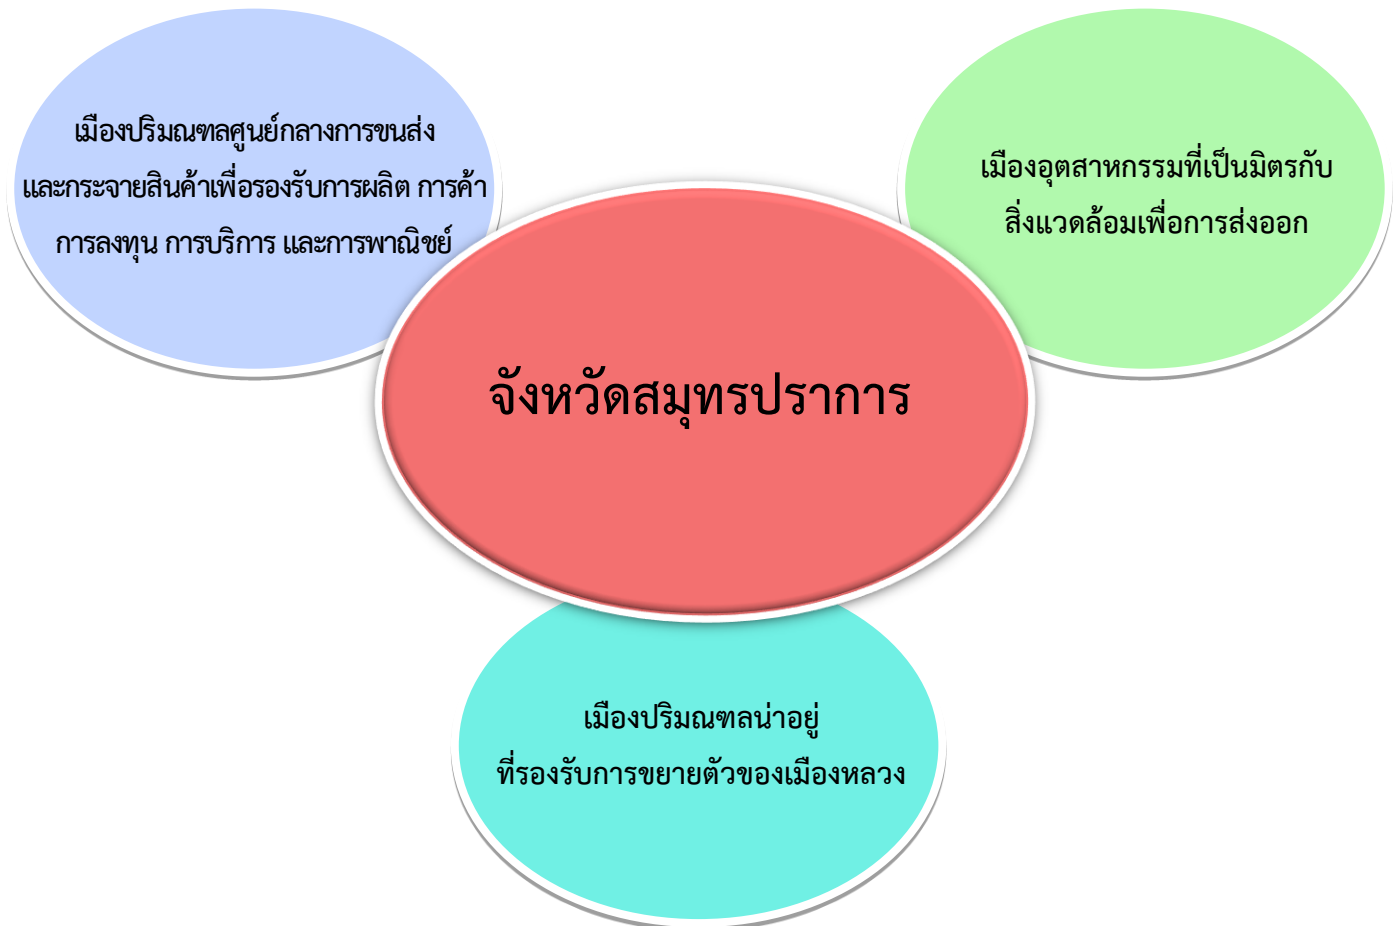 เมืองปริมณฑลศูนย์กลางการขนส่ง
และกระจายสินค้าเพื่อรองรับการผลิต การค้า
การลงทุน การบริการ และการพาณิชย์
เมืองอุตสาหกรรมที่เป็นมิตรกับ
สิ่งแวดล้อมเพื่อการส่งออก
จังหวัดสมุทรปราการ
เมืองปริมณฑลน่าอยู่
ที่รองรับการขยายตัวของเมืองหลวง